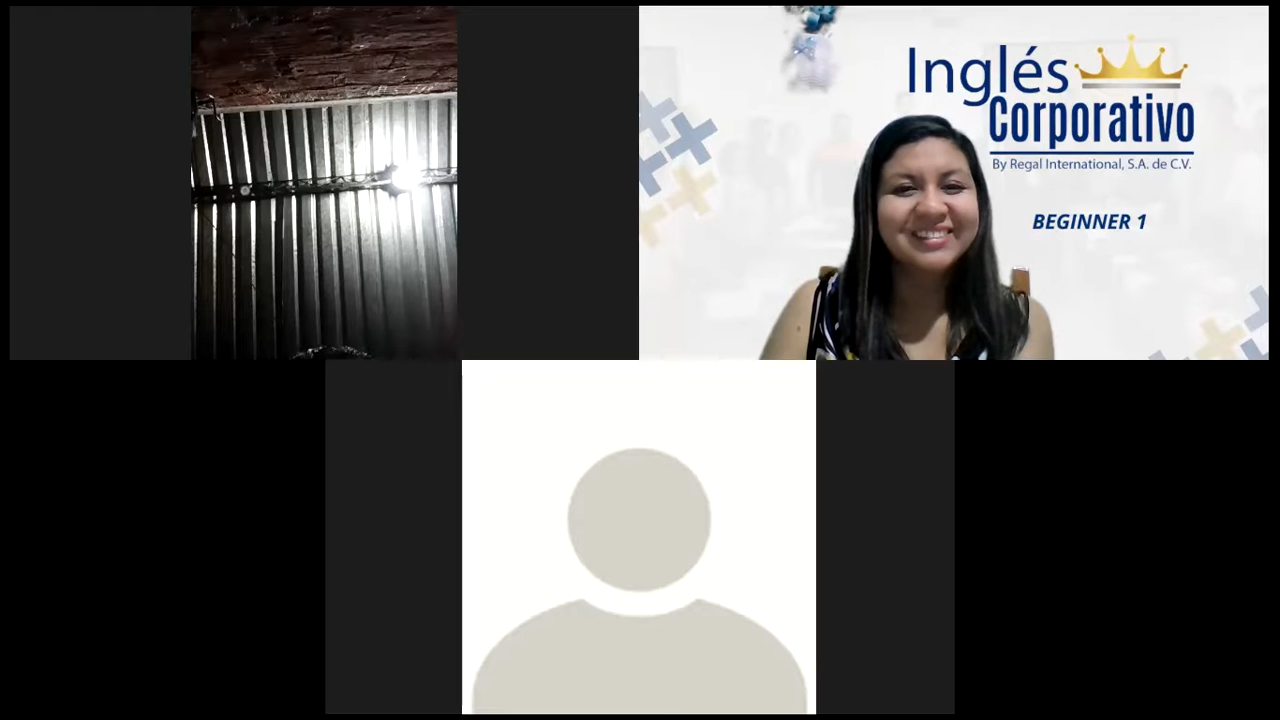 Inglés
Corporativo
By Regal International, S.A. de C.V.
BEGINNER 1